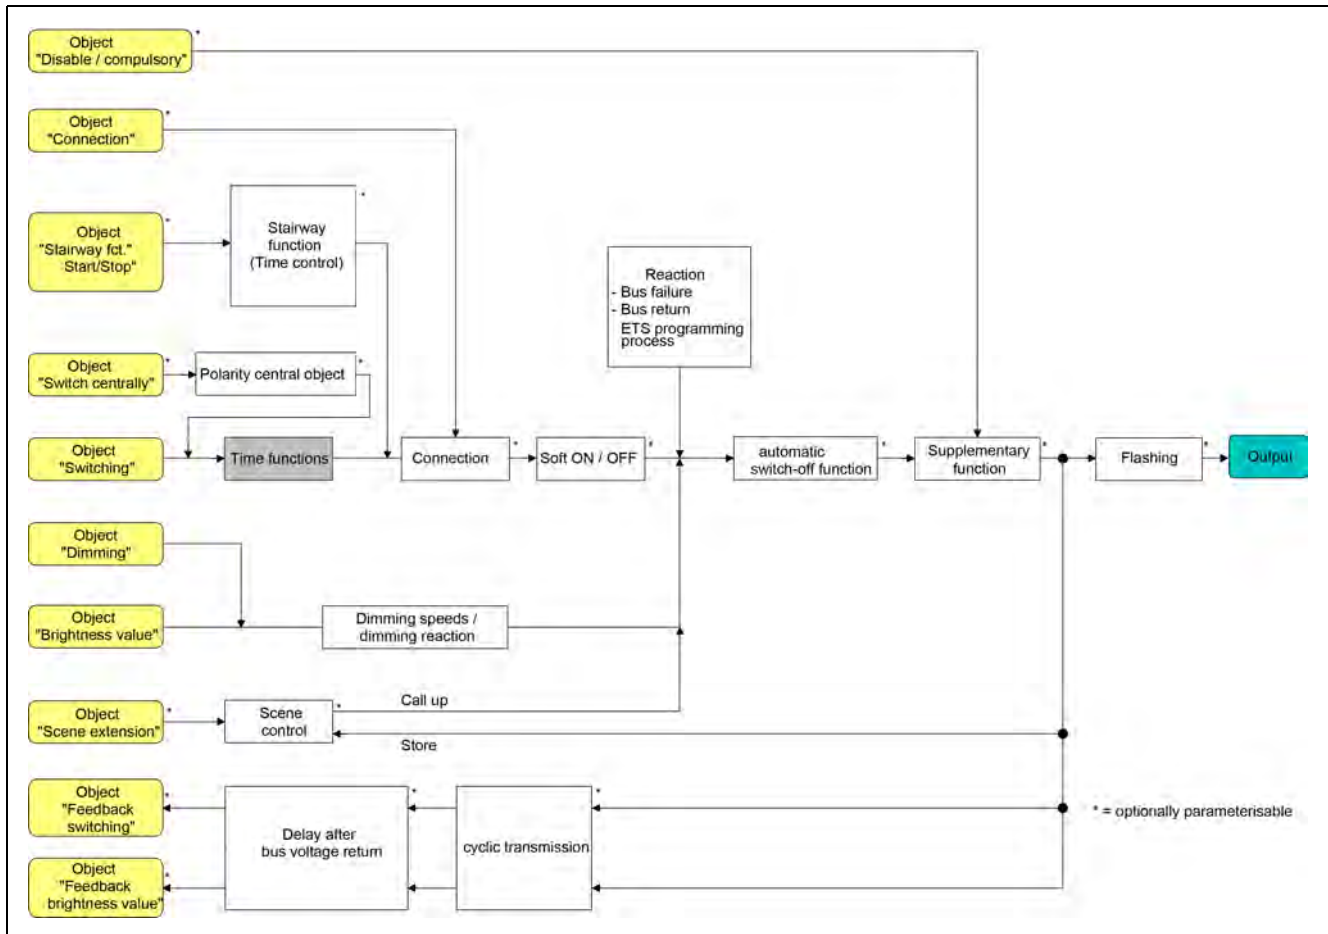 Object
"Disable / compulsory"
*
Object
"Connection"
*
Object
"Stairway fct."
Start/Stop"
*
Stairway
function
(Time control)
*
Reaction
- Bus failure
- Bus return
ETS programming
process
Object
"Switch centrally"
*
Polarity central object
*
Object
"Switching"
Time functions
Connection
*
Soft ON / OFF
*
automatic
switch-off function
*
Supplementary
function
*
Flashing
*
Output
Object
"Dimming"
Object
"Brightness value"
Dimming speeds /
dimming reaction
Object
"Scene extension"
*
Scene
control
*
Call up
Store
Object
"Feedback
switching"
*
Delay after
bus voltage return
*
cyclic transmission
*
* = optionally parameterisable
Object
"Feedback
brightness value"
*